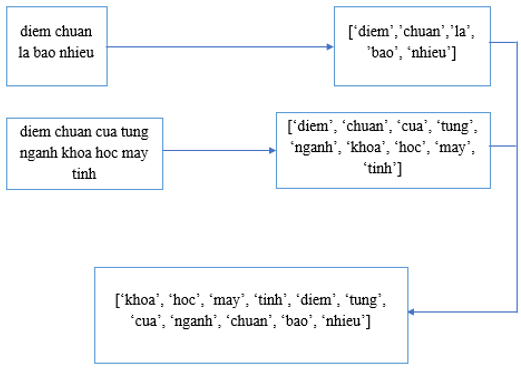 diem chuan
la bao nhieu
[‘diem’,’chuan’,’la’,
’bao’, ‘nhieu’]
diem chuan cua tung
nganh khoa hoc may
tinh
[‘diem’, ‘chuan’, ‘cua’, ‘tung’,
‘nganh’, ‘khoa’, ‘hoc’, ‘may’,
‘tinh’]
[‘khoa’, ‘hoc’, ‘may’, ‘tinh’, ‘diem’, ‘tung’,
‘cua’, ‘nganh’, ‘chuan’, ‘bao’, ‘nhieu’]